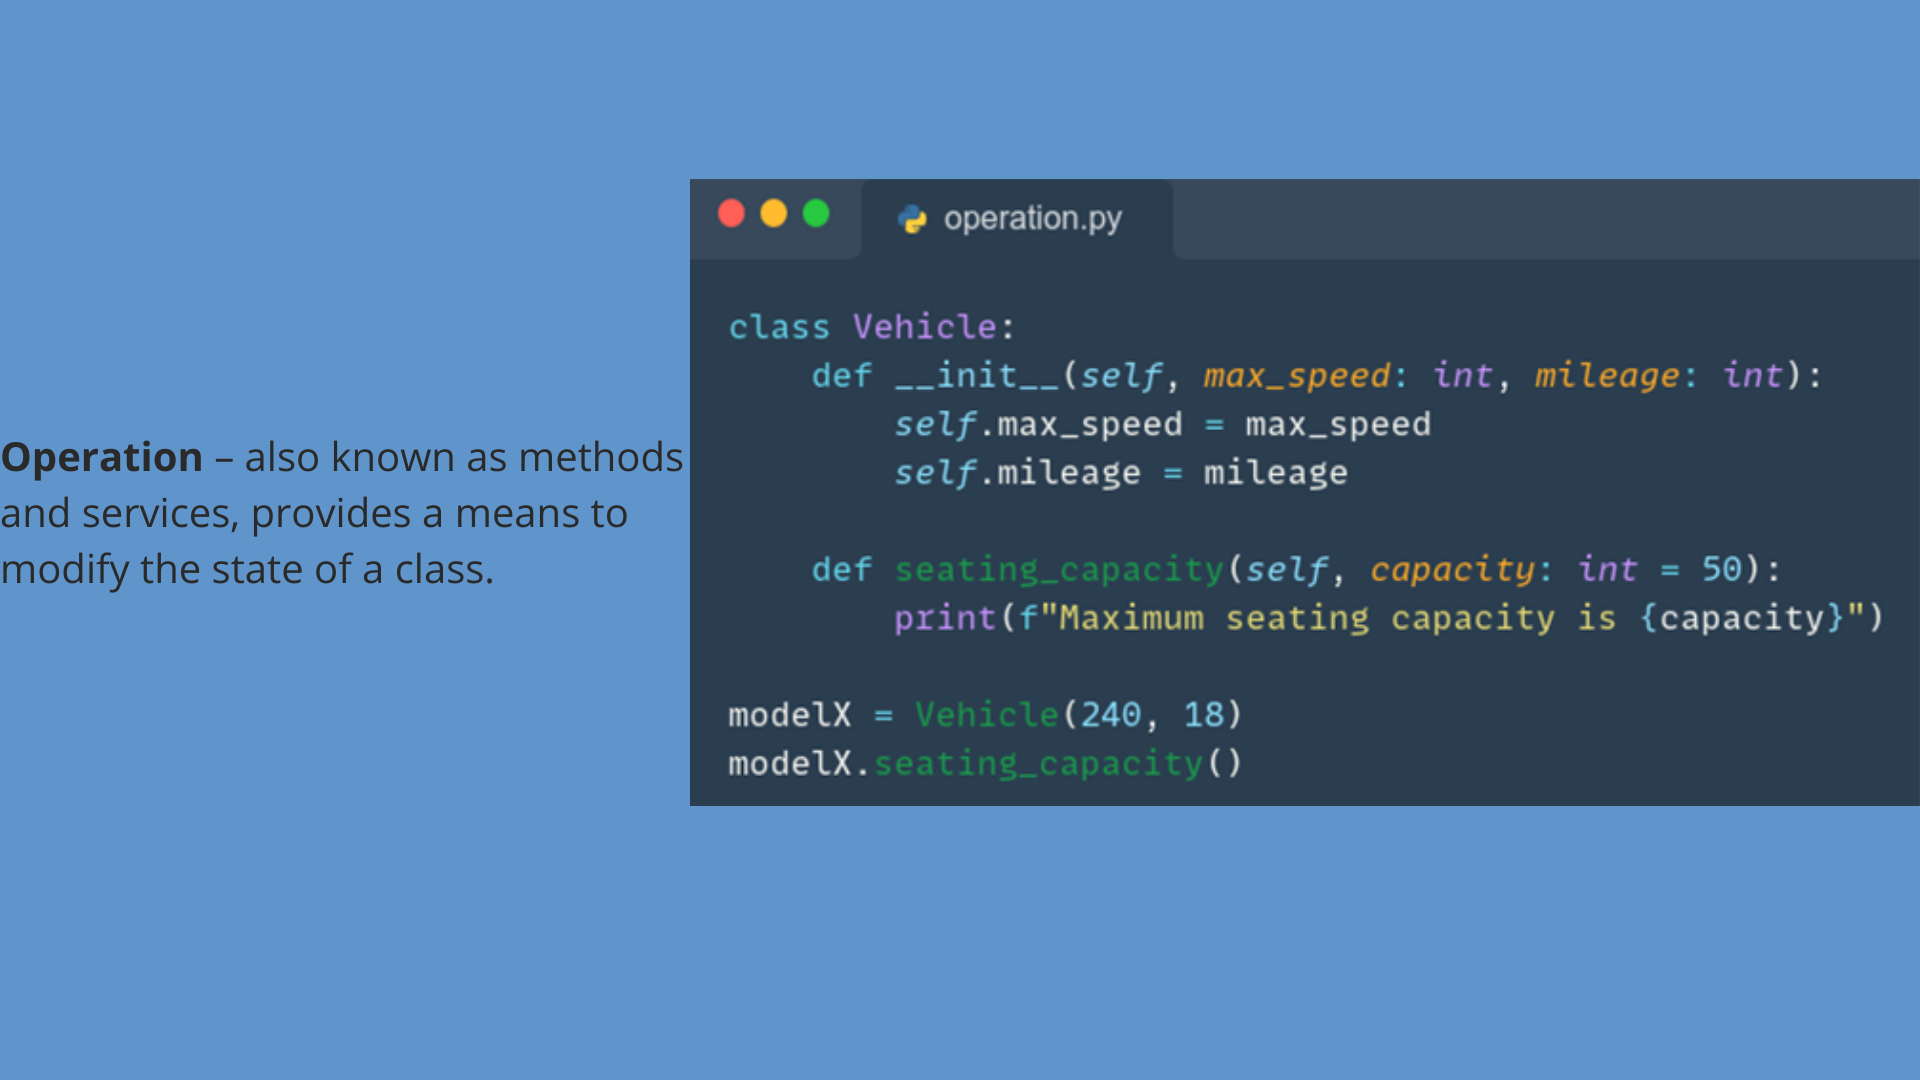 Operation – also known as methods
and services, provides a means to
modify the state of a class.
operation.py
class Vehicle:
    def __init__(self, max_speed: int, mileage: int):
        self.max_speed = max_speed
        self.mileage = mileage
    def seating_capacity(self, capacity: int = 50):
        print(f"Maximum seating capacity is {capacity}")
modelX = Vehicle(240, 18)
modelX.seating_capacity()